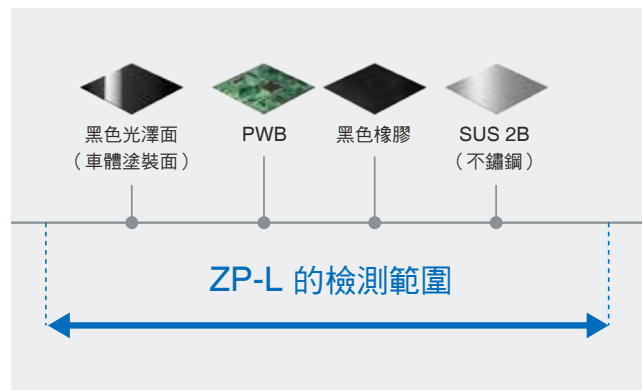 黑色光澤面
（車體塗裝面）
PWB
黑色橡膠
SUS 2B
（不鏽鋼）
ZP-L 的檢測範圍